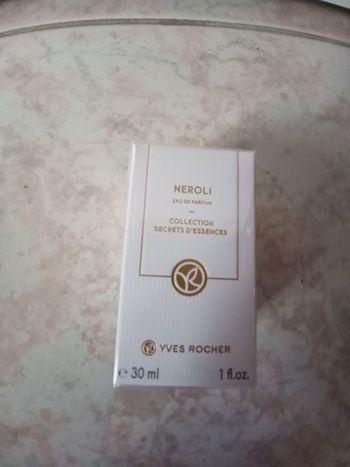 NEROLI
EAU DE PARFUM
COLLECTION
SECRETS D'ESSENCES
YVES ROCHER
℮ 30 ml 1 fl.oz.